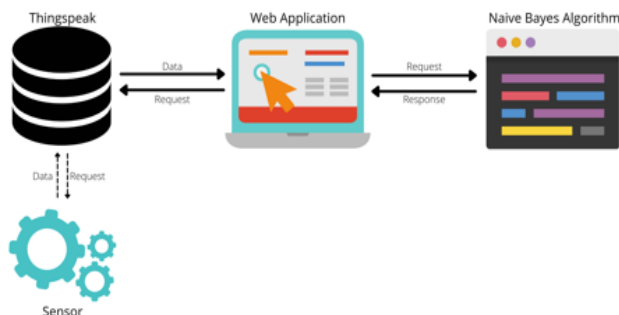 Thingspeak
Web Application
Naive Bayes Algorithm
Data
Request
Request
Response
Data
Request
Sensor